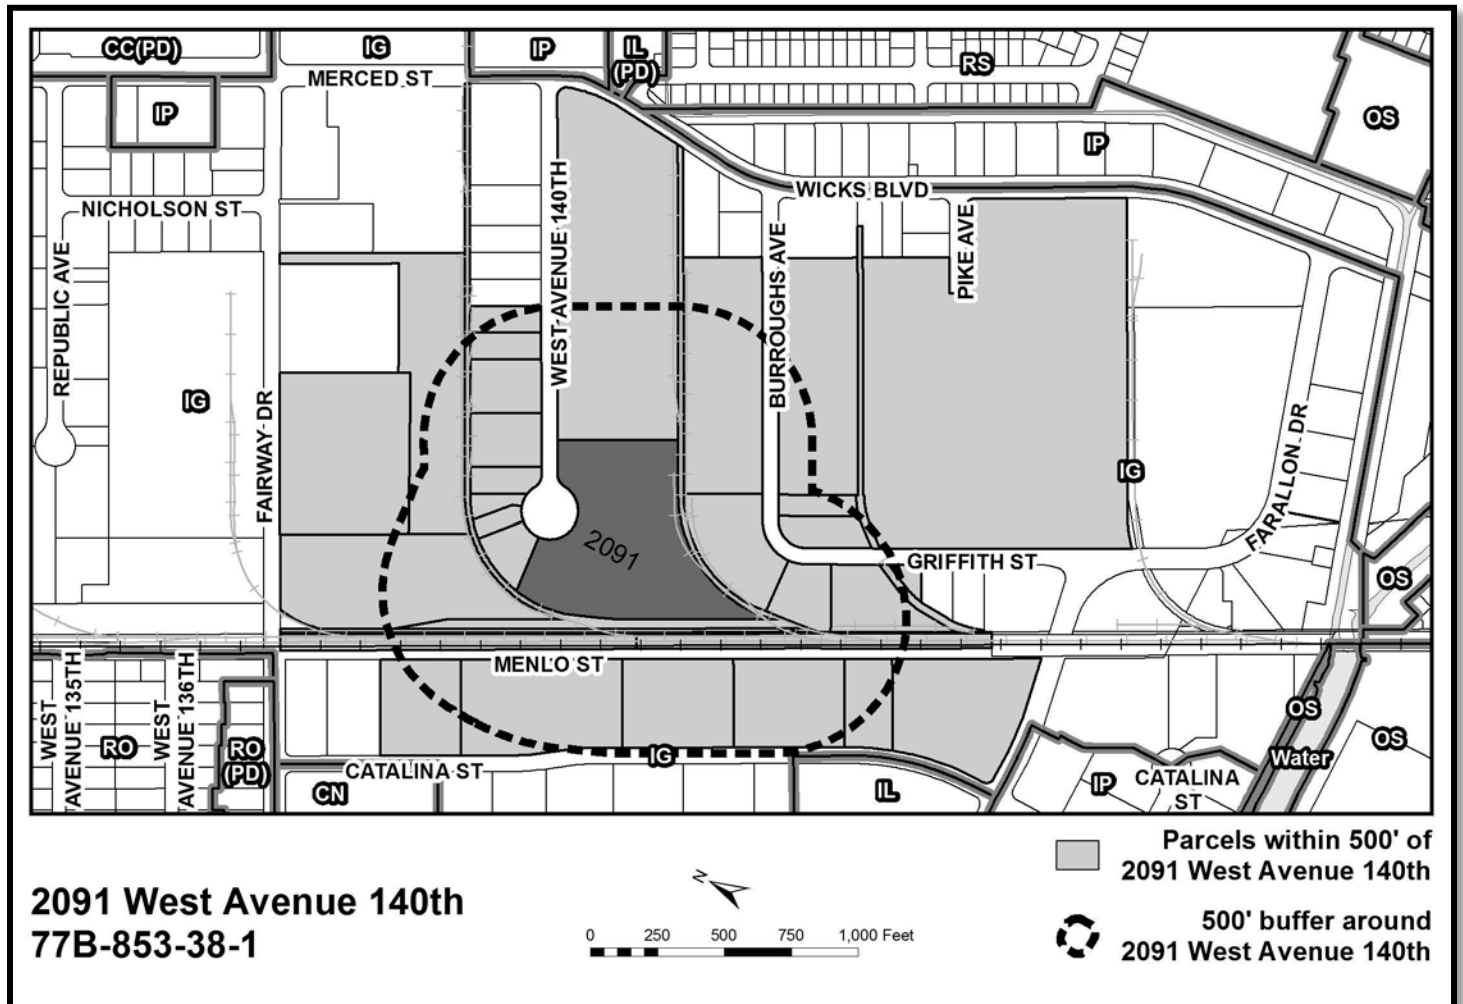 CC(PD)
IG
IP
IL
(PD)
RS
MERCED ST
IP
OS
IP
WICKS BLVD
NICHOLSON ST
WEST AVENUE 140TH
REPUBLIC AVE
BURROUGHS AVE
PIKE AVE
IG
FAIRWAY DR
IG
FARALLON DR
2091
GRIFFITH ST
OS
MENLO ST
WEST
AVENUE 135TH
WEST
AVENUE 136TH
RO
RO
(PD)
CATALINA ST
CN
IG
IL
IP
CATALINA
ST
OS
Water
OS
2091 West Avenue 140th
77B-853-38-1
N
0 250 500 750 1,000 Feet
Parcels within 500' of
2091 West Avenue 140th
500' buffer around
2091 West Avenue 140th